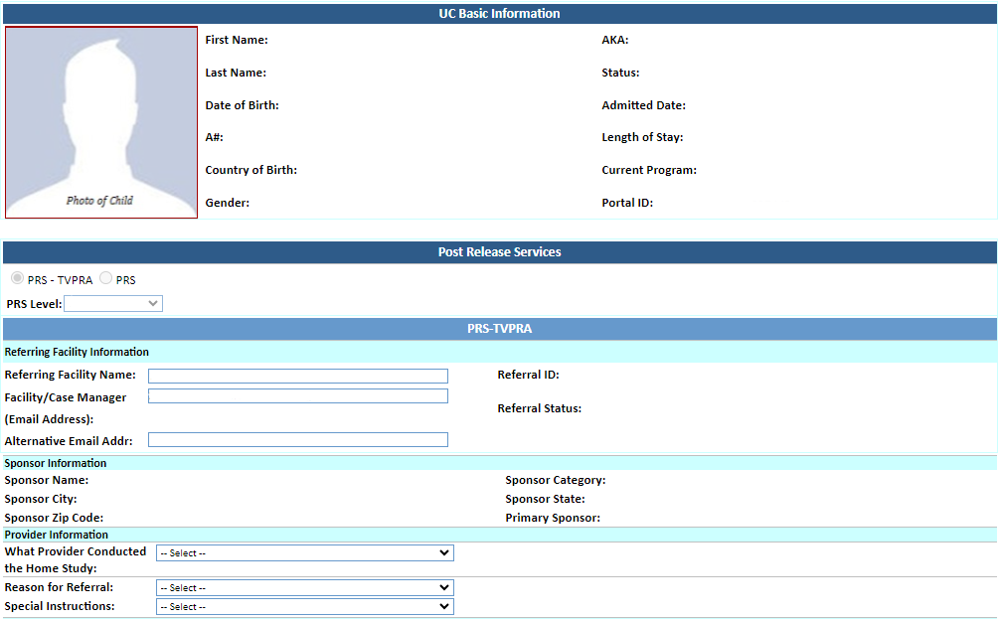 UC Basic Information
First Name:
AKA:
Last Name:
Status:
Date of Birth:
Admitted Date:
A#:
Length of Stay:
Country of Birth:
Current Program:
Photo of Child
Gender:
Portal ID:
Post Release Services
PRS - TVPRA PRS
PRS Level:
PRS-TVPRA
Referring Facility Information
Referring Facility Name:
Referral ID:
Facility/Case Manager
(Email Address):
Referral Status:
Alternative Email Addr:
Sponsor Information
Sponsor Name:
Sponsor Category:
Sponsor City:
Sponsor State:
Sponsor Zip Code:
Primary Sponsor:
Provider Information
What Provider Conducted
the Home Study:
-- Select --
Reason for Referral:
-- Select --
Special Instructions:
-- Select --